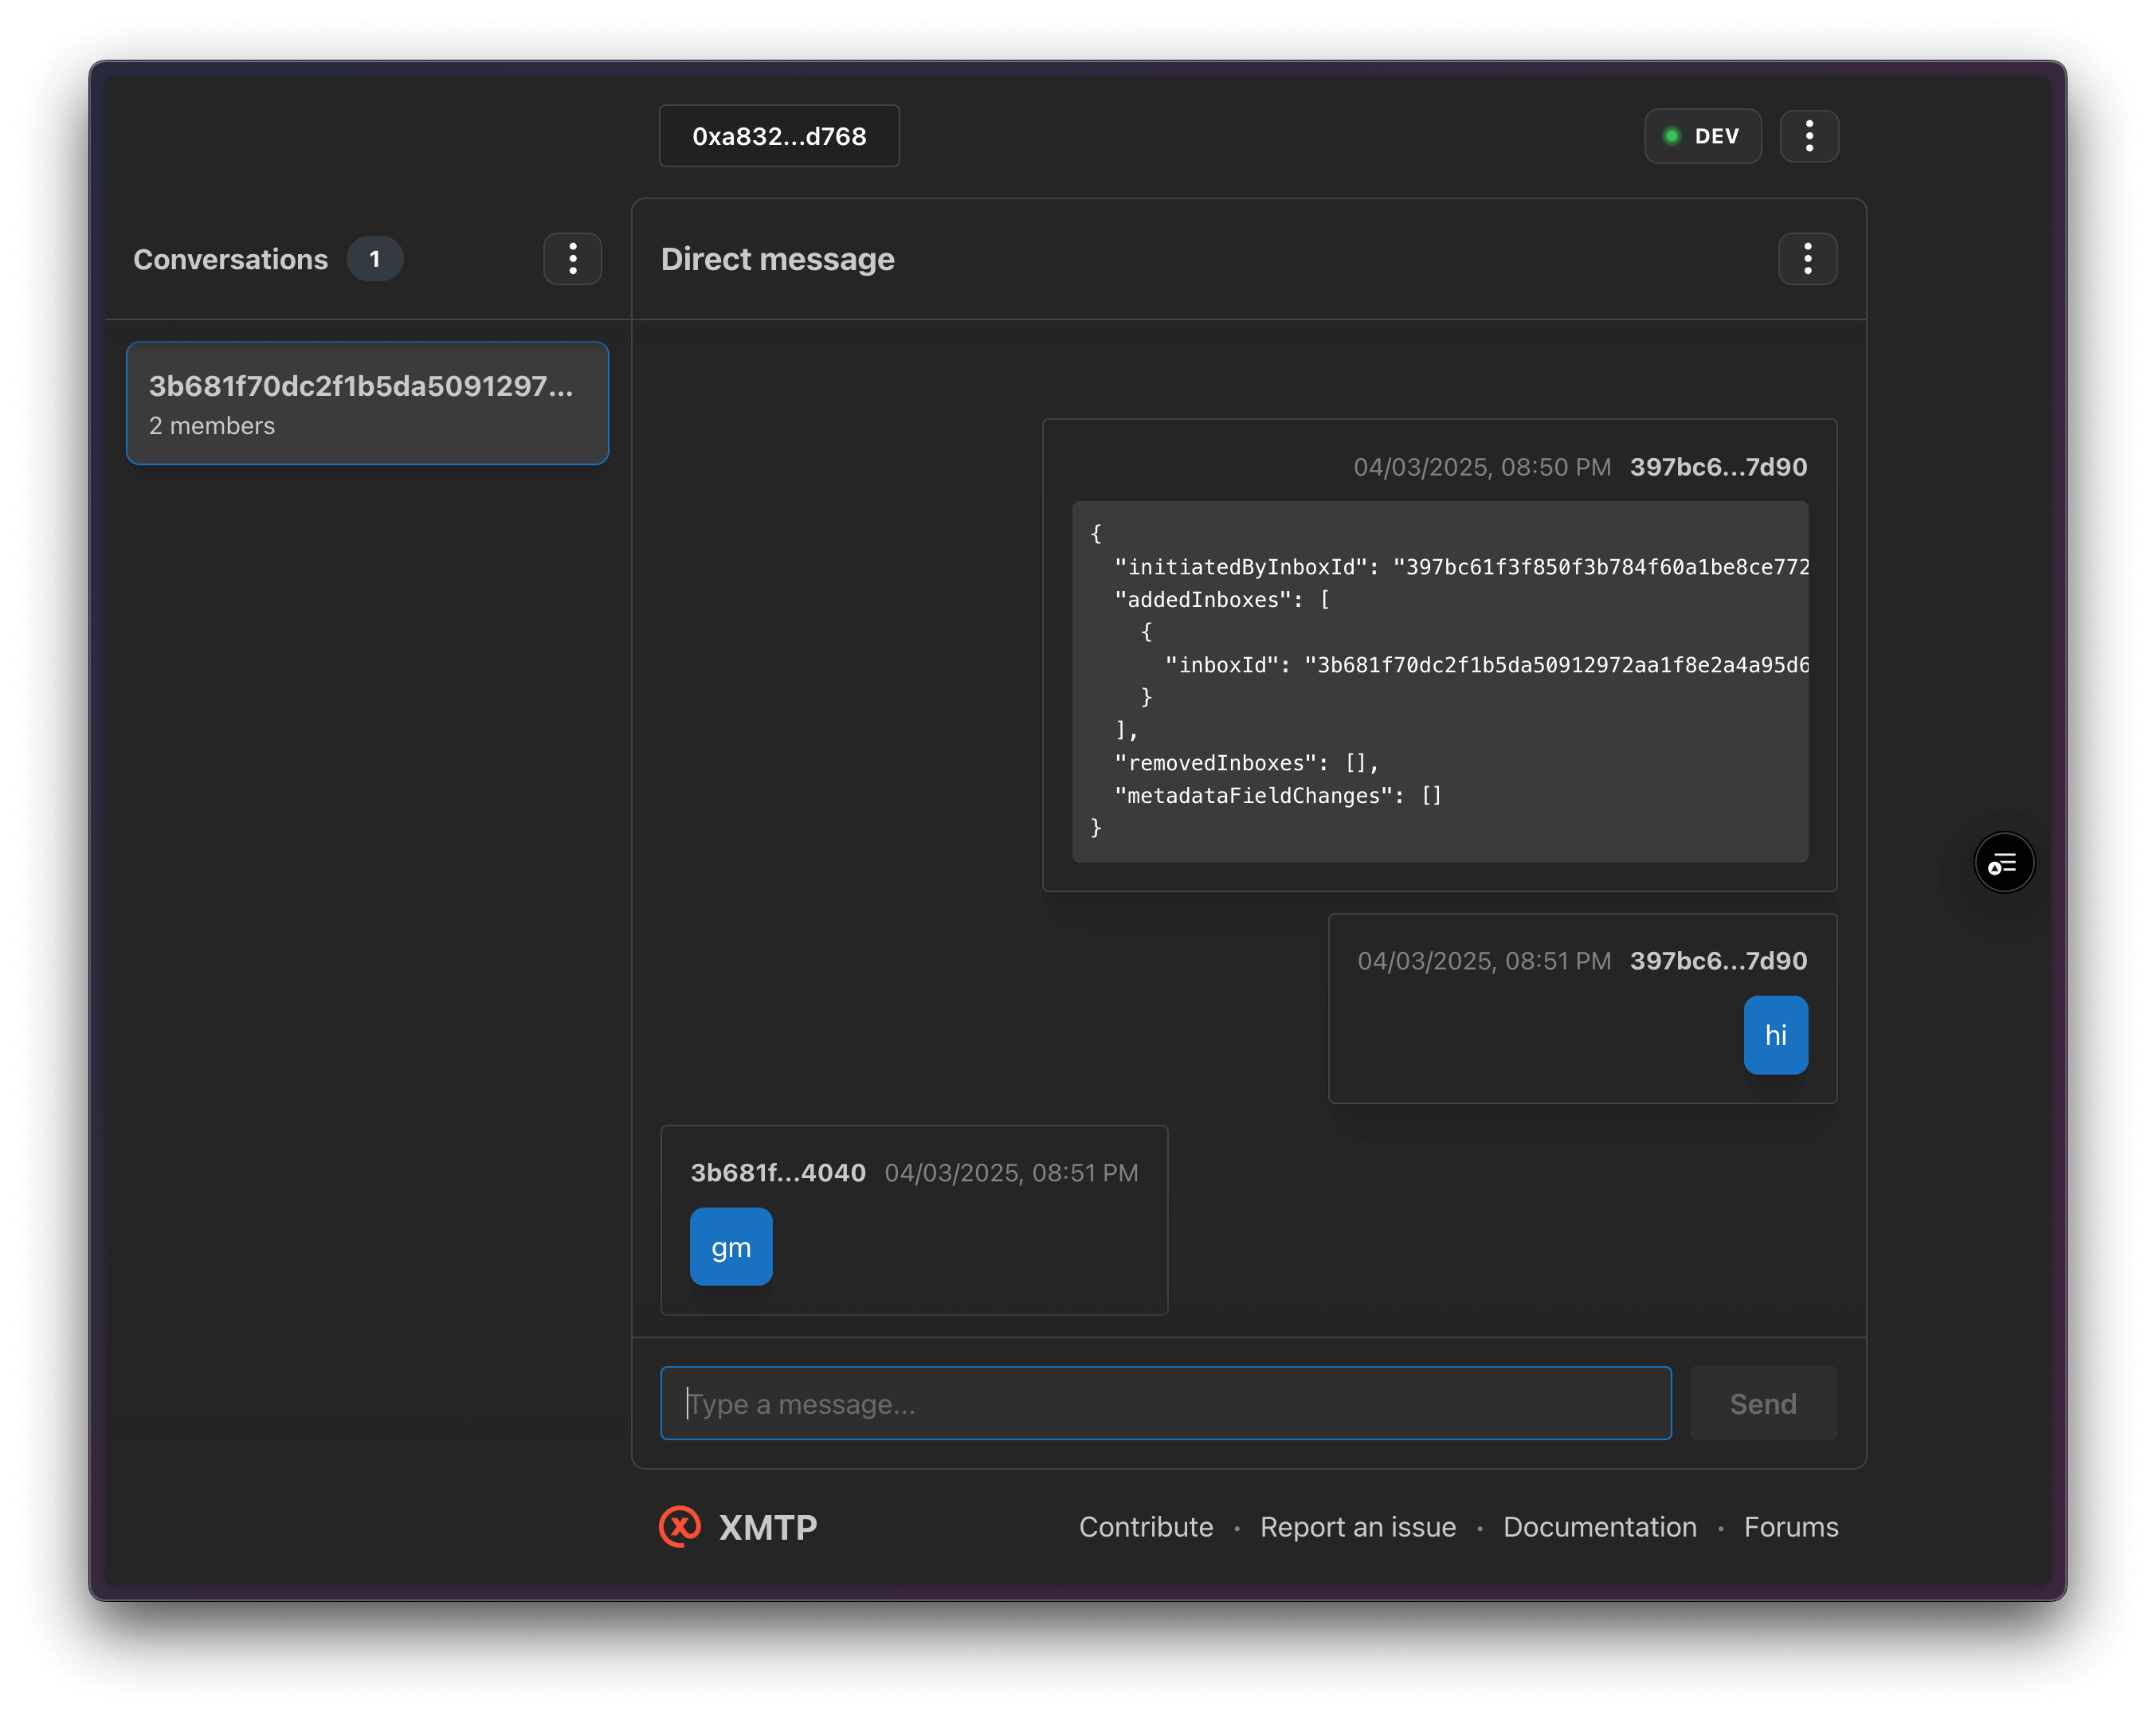 0xa832...d768
DEV
Conversations 1
Direct message
3b681f70dc2f1b5da5091297...
2 members
04/03/2025, 08:50 PM 397bc6...7d90
{
  "initiatedByInboxId": "397bc61f3f850f3b784f60a1be8ce772
  "addedInboxes": [
    {
      "inboxId": "3b681f70dc2f1b5da50912972aa1f8e2a4a95d6
    }
  ],
  "removedInboxes": [],
  "metadataFieldChanges": []
}
04/03/2025, 08:51 PM 397bc6...7d90
hi
3b681f...4040 04/03/2025, 08:51 PM
gm
Type a message...
Send
XMTP
Contribute • Report an issue • Documentation • Forums